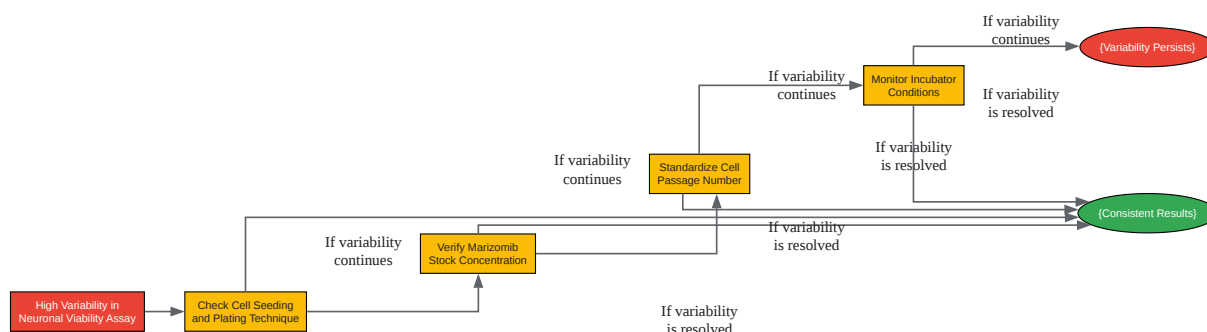 If variability
continues
{Variability Persists}
Monitor Incubator
Conditions
If variability
continues
If variability
is resolved
If variability
is resolved
Standardize Cell
Passage Number
If variability
continues
{Consistent Results}
If variability
is resolved
Verify Marizomib
Stock Concentration
If variability
continues
High Variability in
Neuronal Viability Assay
Check Cell Seeding
and Plating Technique
If variability
is resolved